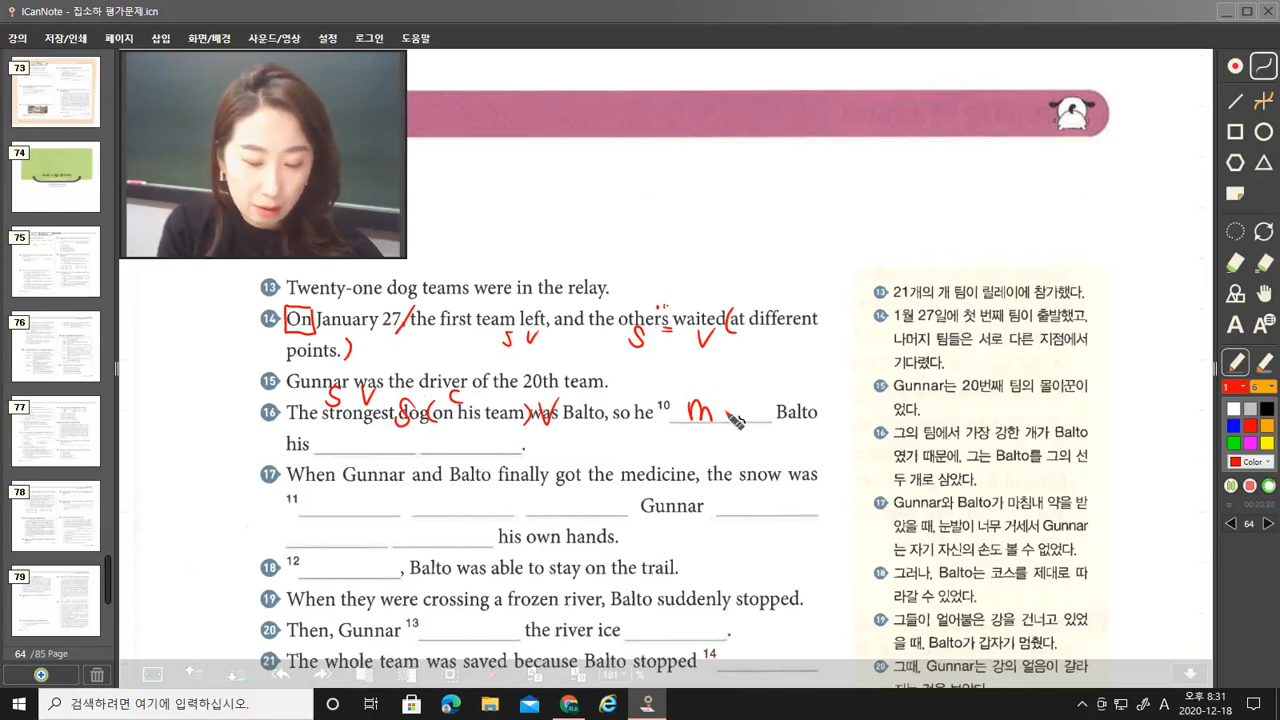 ICanNote - 집소하 평가문제.icn
강의 저장/인쇄 페이지 삽입 화면/배경 사운드/영상 설정 로그인 도움말
73
74
75
76
77
78
79
13 Twenty-one dog teams were in the relay.
14 On January 27, the first team left, and the others waited at different
points.
S V S V
15 Gunnar was the driver of the 20th team.
S V C
16 The strongest dog on his team was Balto, so he 10 m Balto
S V
his .
17 When Gunnar and Balto finally got the medicine, the snow was
11 Gunnar
his own hands.
18 12 , Balto was able to stay on the trail.
19 When they were crossing a frozen river, Balto suddenly stopped.
20 Then, Gunnar 13 the river ice .
21 The whole team was saved because Balto stopped 14
13 21개의 개 팀이 릴레이에 참가했다.
14 1월 27일에 첫 번째 팀이 출발했고,
나머지 팀들은 서로 다른 지점에서
기다렸다.
15 Gunnar는 20번째 팀의 몰이꾼이
었다.
16 그의 팀에서 가장 강한 개가 Balto
였기 때문에, 그는 Balto를 그의 선
두 개로 삼았다.
17 Gunnar와 Balto가 마침내 약을 받
았을 때, 눈발이 너무 거세서 Gunnar
는 자기 자신의 손도 볼 수 없었다.
18 그러나, Balto는 코스를 제대로 따
라갈 수 있었다.
19 그들이 얼어붙은 강을 건너고 있었
을 때, Balto가 갑자기 멈췄다.
20 그때, Gunnar는 강의 얼음이 갈라
지는 것을 보았다.
1 6
Color
00:20:20
64
64 / 85 Page
181 %
검색하려면 여기에 입력하십시오.
오후 8:31
2020-12-18